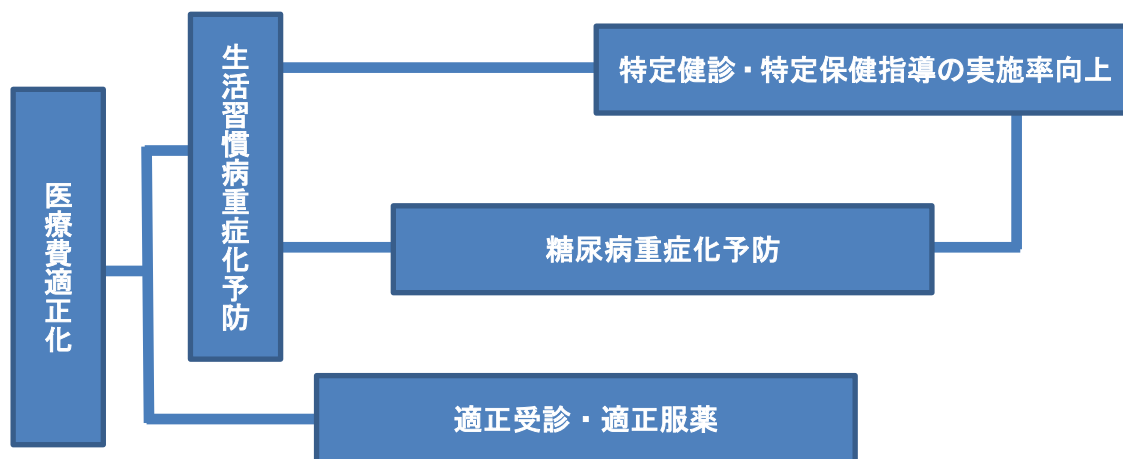 医療費適正化
生活習慣病重症化予防
特定健診・特定保健指導の実施率向上
糖尿病重症化予防
適正受診・適正服薬